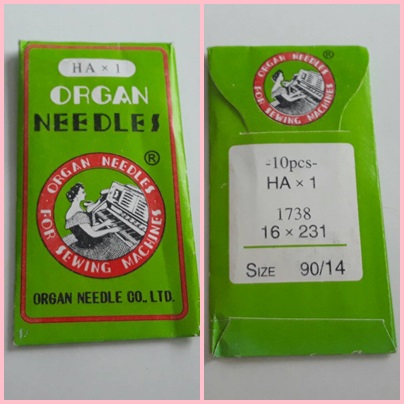 HA × 1
ORGAN
NEEDLES
®
ORGAN NEEDLES
FOR SEWING MACHINES
ORGAN NEEDLE CO., LTD.
ORGAN NEEDLES
®
FOR SEWING MACHINES
-10pcs-
HA × 1
1738
16 × 231
SIZE 90/14